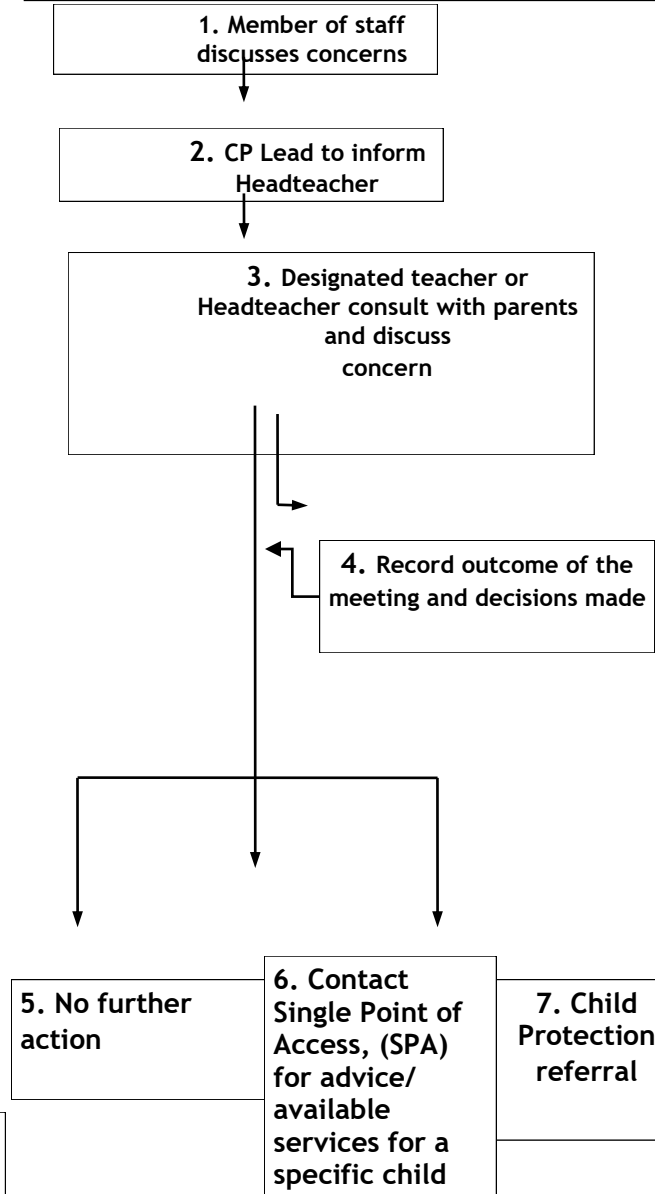 1. Member of staff
discusses concerns
2. CP Lead to inform
Headteacher
3. Designated teacher or
Headteacher consult with parents
and discuss
concern
4. Record outcome of the
meeting and decisions made
5. No further
action
6. Contact
Single Point of
Access, (SPA)
for advice/
available
services for a
specific child
7. Child
Protection
referral